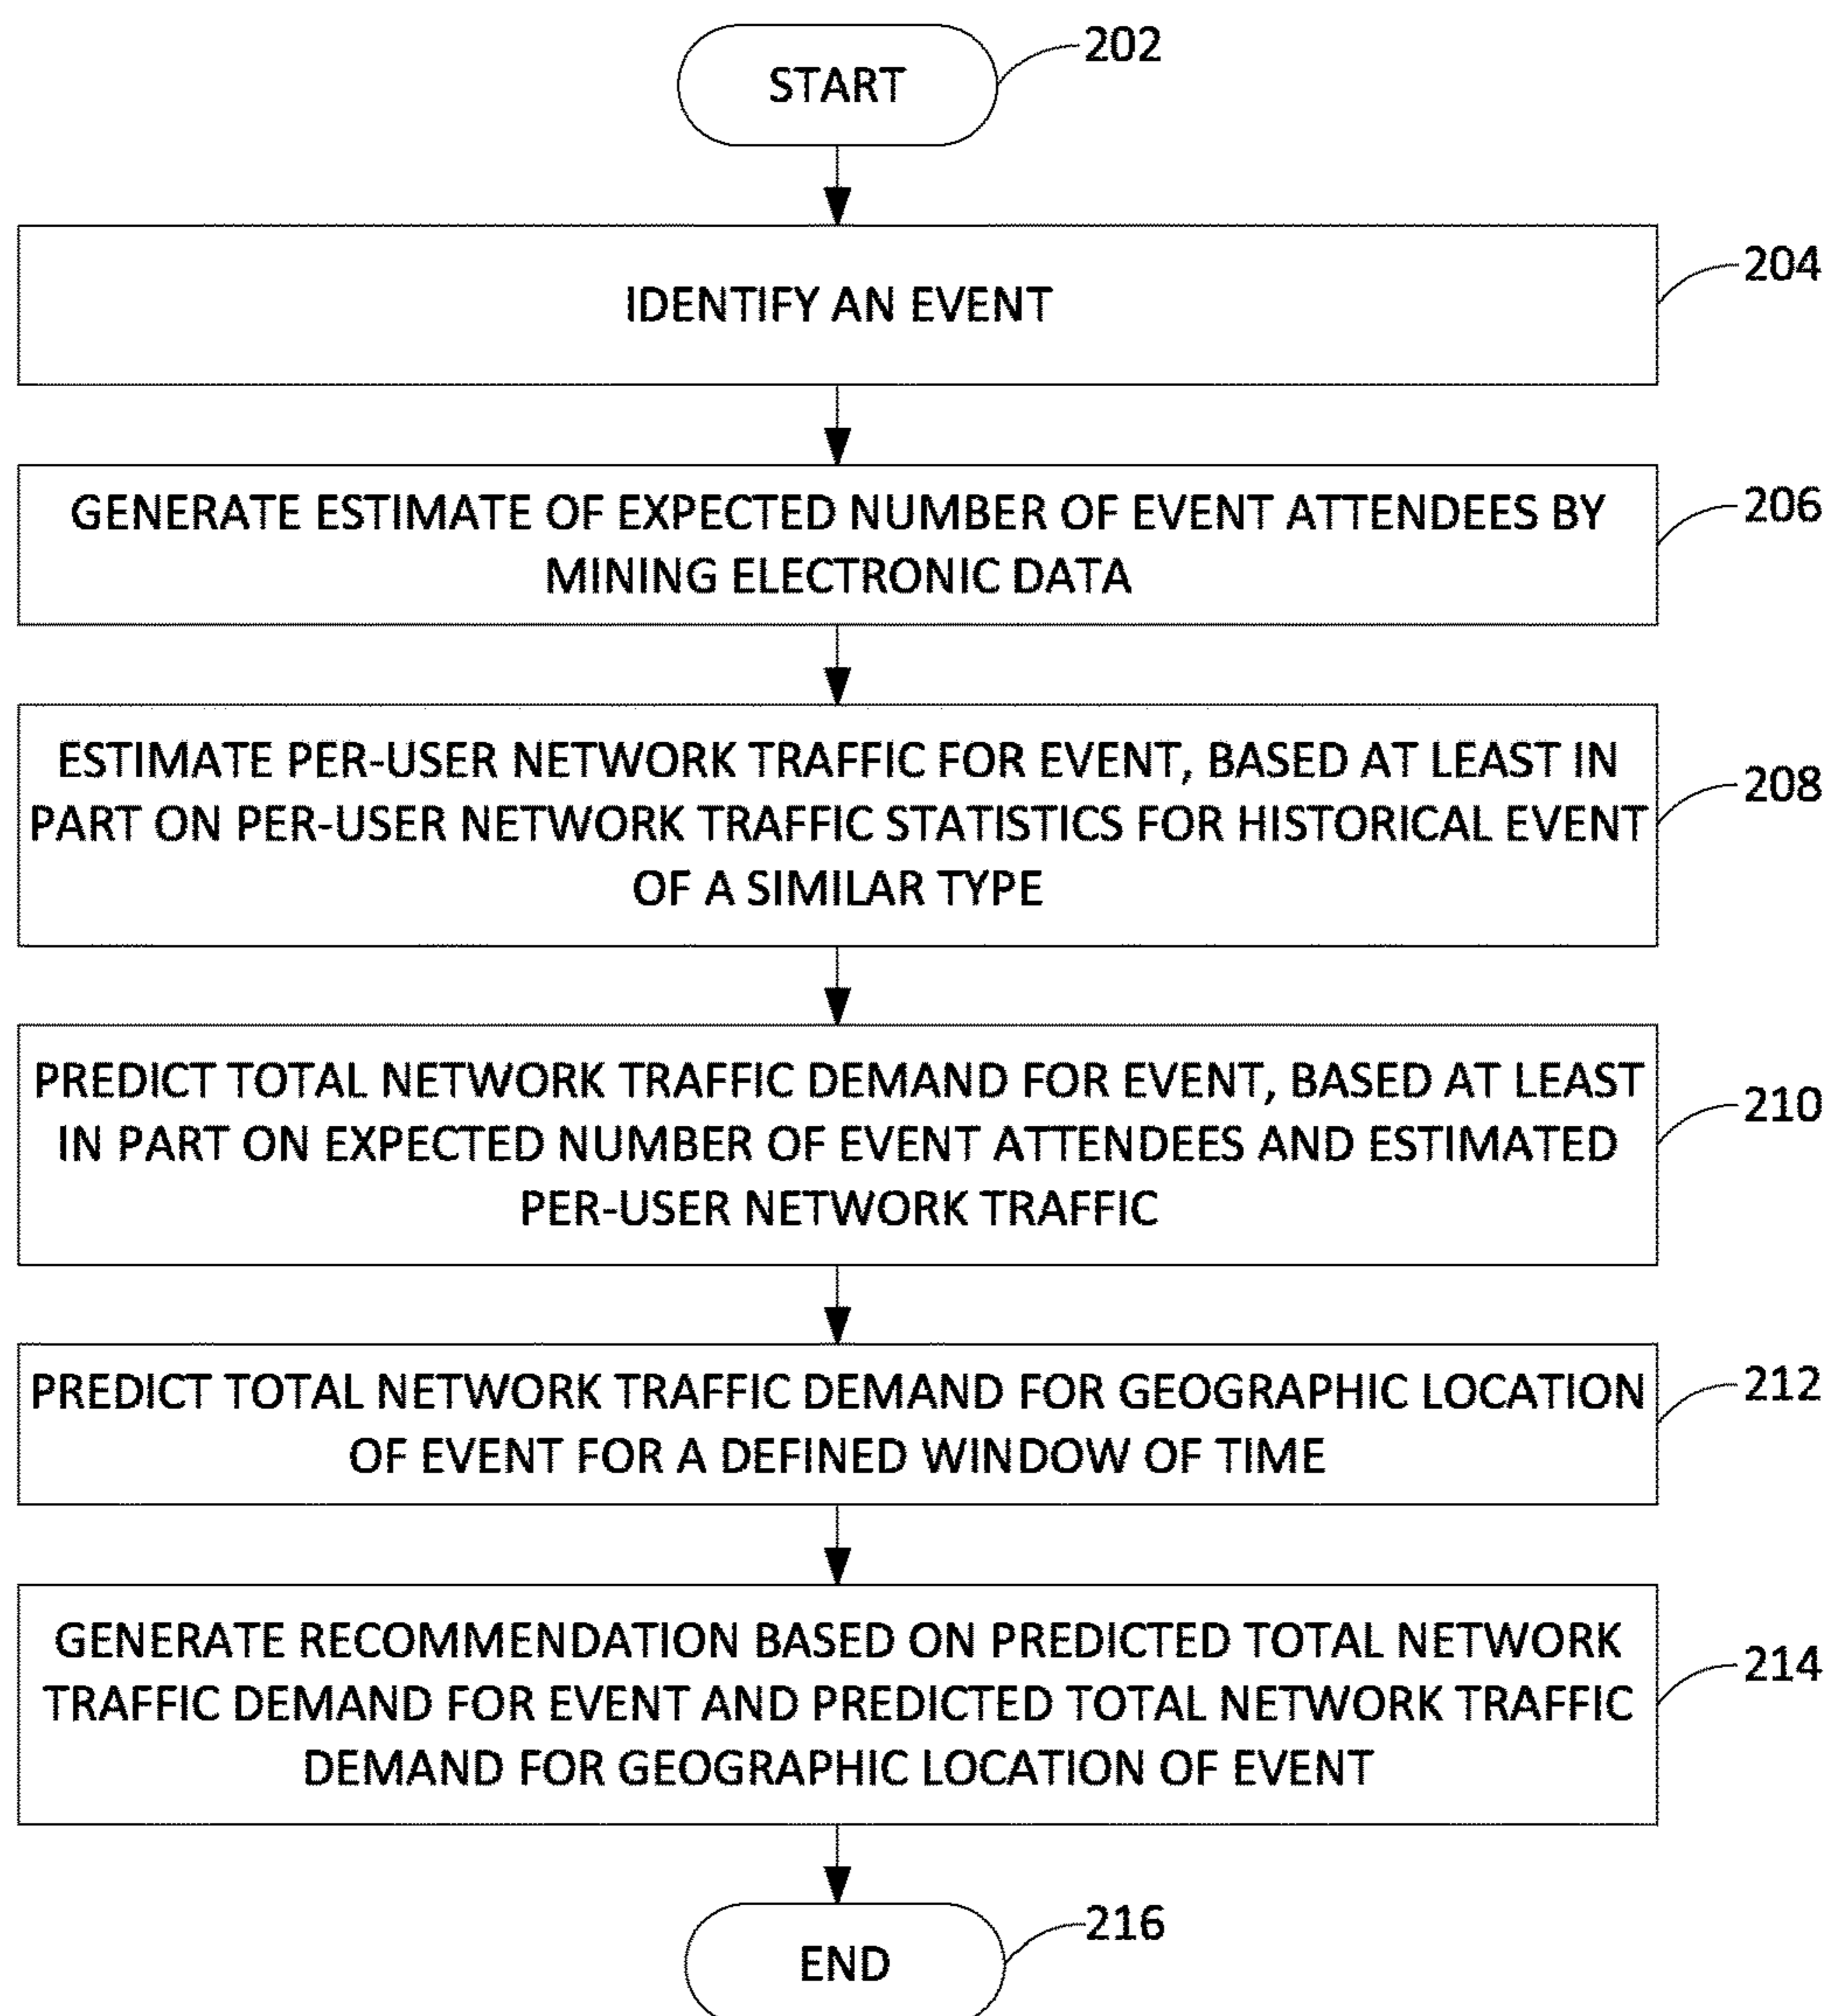 START
202
IDENTIFY AN EVENT
204
GENERATE ESTIMATE OF EXPECTED NUMBER OF EVENT ATTENDEES BY
MINING ELECTRONIC DATA
206
ESTIMATE PER-USER NETWORK TRAFFIC FOR EVENT, BASED AT LEAST IN
PART ON PER-USER NETWORK TRAFFIC STATISTICS FOR HISTORICAL EVENT
OF A SIMILAR TYPE
208
PREDICT TOTAL NETWORK TRAFFIC DEMAND FOR EVENT, BASED AT LEAST
IN PART ON EXPECTED NUMBER OF EVENT ATTENDEES AND ESTIMATED
PER-USER NETWORK TRAFFIC
210
PREDICT TOTAL NETWORK TRAFFIC DEMAND FOR GEOGRAPHIC LOCATION
OF EVENT FOR A DEFINED WINDOW OF TIME
212
GENERATE RECOMMENDATION BASED ON PREDICTED TOTAL NETWORK
TRAFFIC DEMAND FOR EVENT AND PREDICTED TOTAL NETWORK TRAFFIC
DEMAND FOR GEOGRAPHIC LOCATION OF EVENT
214
END
216